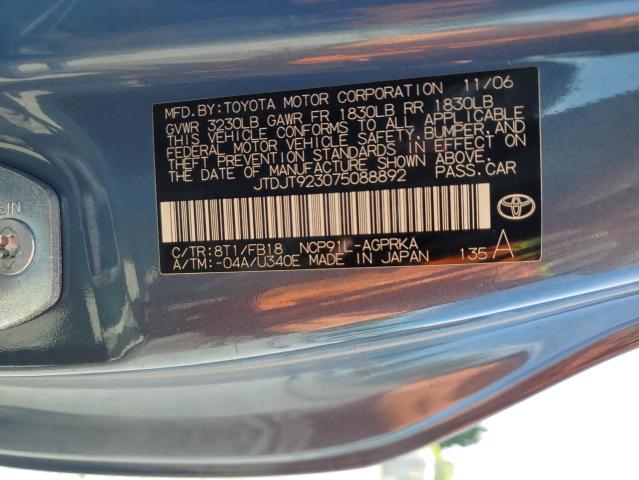 MFD. BY: TOYOTA MOTOR CORPORATION 11/06
GVWR 3230LB GAWR FR 1830LB RR 1830LB
THIS VEHICLE CONFORMS TO ALL APPLICABLE
FEDERAL MOTOR VEHICLE SAFETY, BUMPER, AND
THEFT PREVENTION STANDARDS IN EFFECT ON
THE DATE OF MANUFACTURE SHOWN ABOVE.
JTDJT923075088892 PASS. CAR
C/TR:8T1/FB18 NCP91L-AGPRKA
A/TM:-04A/U340E MADE IN JAPAN 135 A